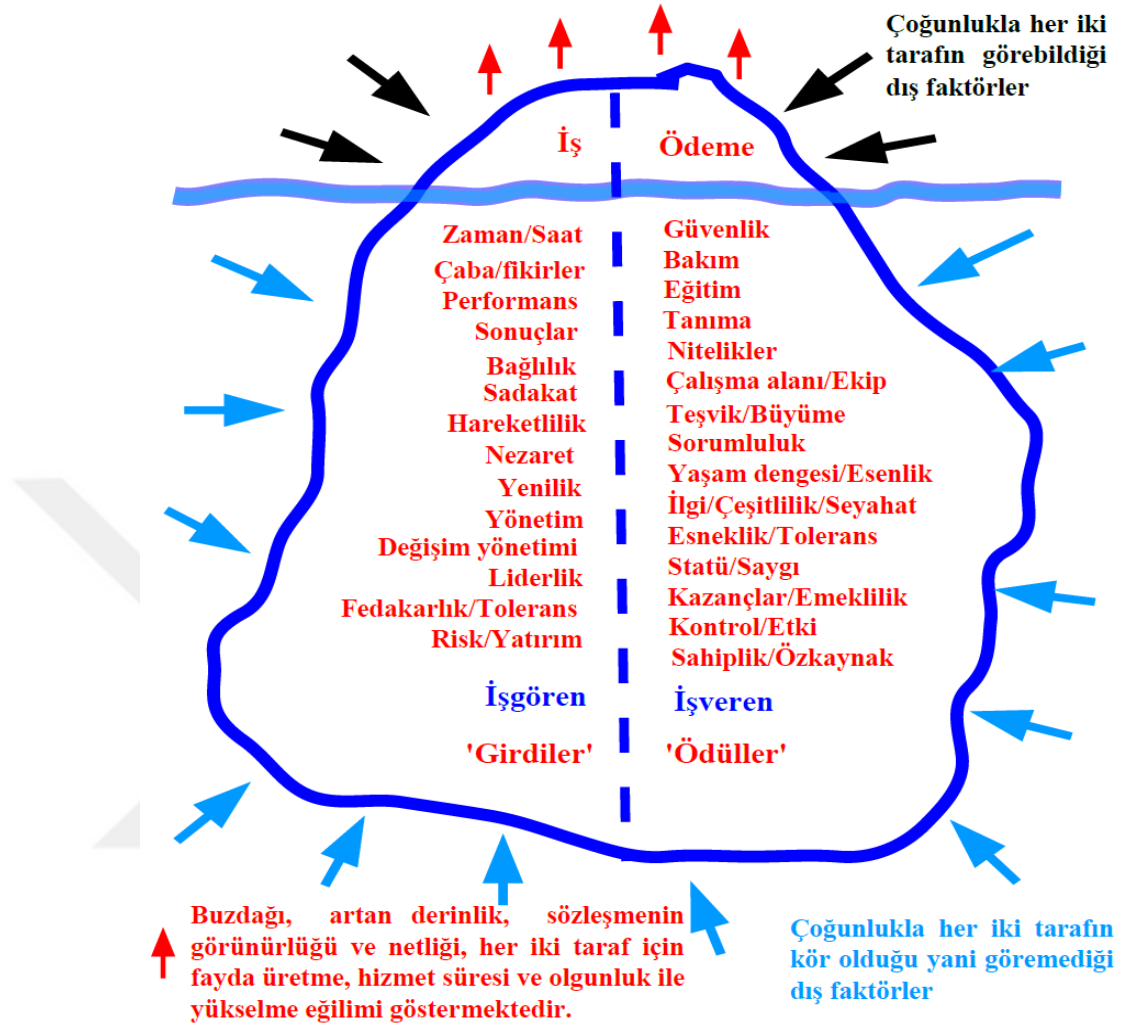 Çoğunlukla her iki
tarafın görebildiği
dış faktörler
İş
Ödeme
Zaman/Saat
Çaba/fikirler
Performans
Sonuçlar
Bağlılık
Sadakat
Hareketlilik
Nezaret
Yenilik
Yönetim
Değişim yönetimi
Liderlik
Fedakarlık/Tolerans
Risk/Yatırım
İşgören
'Girdiler'
Güvenlik
Bakım
Eğitim
Tanıma
Nitelikler
Çalışma alanı/Ekip
Teşvik/Büyüme
Sorumluluk
Yaşam dengesi/Esenlik
İlgi/Çeşitlilik/Seyahat
Esneklik/Tolerans
Statü/Saygı
Kazançlar/Emeklilik
Kontrol/Etki
Sahiplik/Özkaynak
İşveren
'Ödüller'
Buzdağı, artan derinlik, sözleşmenin
görünürlüğü ve netliği, her iki taraf için
fayda üretme, hizmet süresi ve olgunluk ile
yükselme eğilimi göstermektedir.
Çoğunlukla her iki tarafın
kör olduğu yani göremediği
dış faktörler